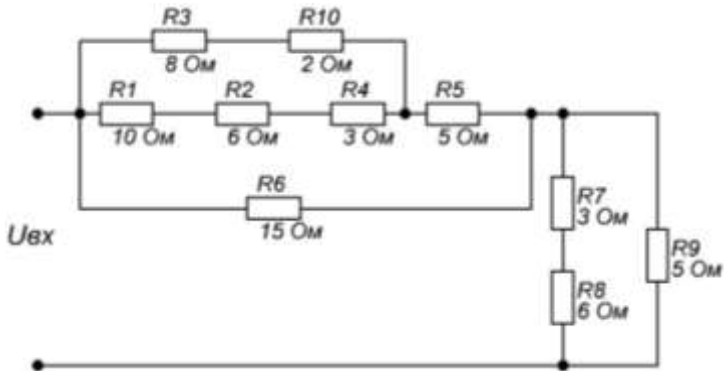 R3 R10
8 Ом 2 Ом
R1 R2 R4 R5
10 Ом 6 Ом 3 Ом 5 Ом
R6
15 Ом
Uвх
R7
3 Ом
R9
5 Ом
R8
6 Ом